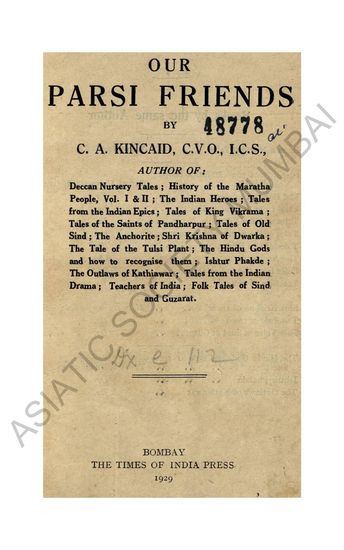 OUR
PARSI FRIENDS
BY
48778
C. A. KINCAID, C.V.O., I.C.S.,
AUTHOR OF :
Deccan Nursery Tales ; History of the Maratha
People, Vol. I & II ; The Indian Heroes ; Tales
from the Indian Epics ; Tales of King Vikrama ;
Tales of the Saints of Pandharpur ; Tales of Old
Sind ; The Anchorite ; Shri Krishna of Dwarka ;
The Tale of the Tulsi Plant ; The Hindu Gods
and how to recognise them ; Ishtur Phakde ;
The Outlaws of Kathiawar ; Tales from the Indian
Drama ; Teachers of India ; Folk Tales of Sind
and Guzarat.
e 112
BOMBAY
THE TIMES OF INDIA PRESS
1929
ASIATIC SOCIETY MUMBAI